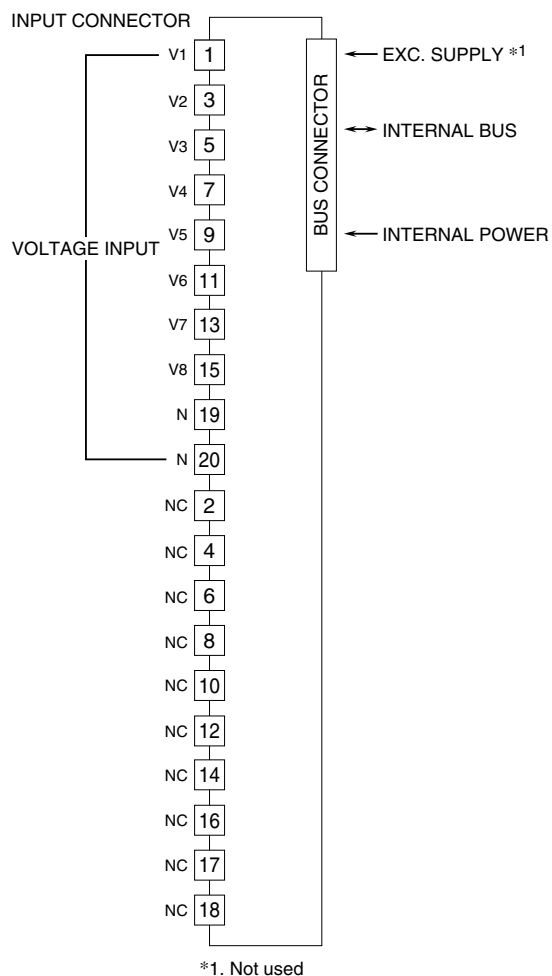 INPUT CONNECTOR
V1 1
EXC. SUPPLY *1
V2 3
BUS CONNECTOR
INTERNAL BUS
V3 5
V4 7
V5 9
INTERNAL POWER
VOLTAGE INPUT
V6 11
V7 13
V8 15
N 19
N 20
NC 2
NC 4
NC 6
NC 8
NC 10
NC 12
NC 14
NC 16
NC 17
NC 18
*1. Not used